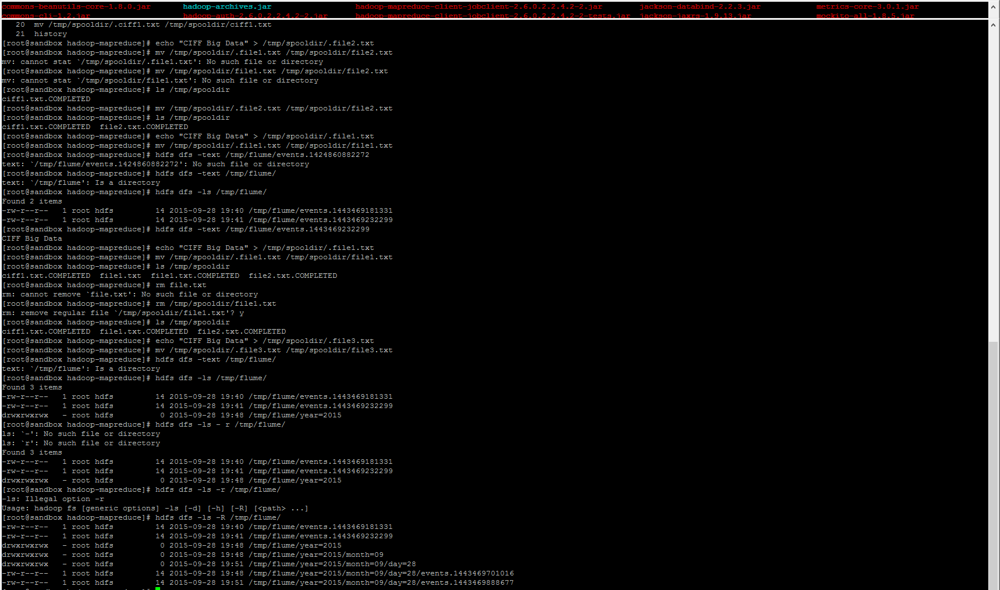 commons-beanutils-core-1.8.0.jar hadoop-archives.jar hadoop-mapreduce-client-jobclient-2.6.0.2.2.4.2-2.jar jackson-databind-2.2.3.jar metrics-core-3.0.1.jar
commons-cli-1.2.jar hadoop-auth-2.6.0.2.2.4.2-2.jar hadoop-mapreduce-client-jobclient-2.6.0.2.2.4.2-2-tests.jar jackson-jaxrs-1.9.13.jar mockito-all-1.8.5.jar
20 mv /tmp/spooldir/.ciff1.txt /tmp/spooldir/ciff1.txt
21 history
[root@sandbox hadoop-mapreduce]# echo "CIFF Big Data" > /tmp/spooldir/.file2.txt
[root@sandbox hadoop-mapreduce]# mv /tmp/spooldir/.file1.txt /tmp/spooldir/file2.txt
mv: cannot stat `/tmp/spooldir/.file1.txt': No such file or directory
[root@sandbox hadoop-mapreduce]# mv /tmp/spooldir/file1.txt /tmp/spooldir/file2.txt
mv: cannot stat `/tmp/spooldir/file1.txt': No such file or directory
[root@sandbox hadoop-mapreduce]# ls /tmp/spooldir
ciff1.txt.COMPLETED
[root@sandbox hadoop-mapreduce]# mv /tmp/spooldir/.file2.txt /tmp/spooldir/file2.txt
[root@sandbox hadoop-mapreduce]# ls /tmp/spooldir
ciff1.txt.COMPLETED file2.txt.COMPLETED
[root@sandbox hadoop-mapreduce]# echo "CIFF Big Data" > /tmp/spooldir/.file1.txt
[root@sandbox hadoop-mapreduce]# mv /tmp/spooldir/.file1.txt /tmp/spooldir/file1.txt
[root@sandbox hadoop-mapreduce]# hdfs dfs -text /tmp/flume/events.1424860882272
text: `/tmp/flume/events.1424860882272': No such file or directory
[root@sandbox hadoop-mapreduce]# hdfs dfs -text /tmp/flume/
text: `/tmp/flume': Is a directory
[root@sandbox hadoop-mapreduce]# hdfs dfs -ls /tmp/flume/
Found 2 items
-rw-r--r-- 1 root hdfs 14 2015-09-28 19:40 /tmp/flume/events.1443469181331
-rw-r--r-- 1 root hdfs 14 2015-09-28 19:41 /tmp/flume/events.1443469232299
[root@sandbox hadoop-mapreduce]# hdfs dfs -text /tmp/flume/events.1443469232299
CIFF Big Data
[root@sandbox hadoop-mapreduce]# echo "CIFF Big Data" > /tmp/spooldir/.file1.txt
[root@sandbox hadoop-mapreduce]# mv /tmp/spooldir/.file1.txt /tmp/spooldir/file1.txt
[root@sandbox hadoop-mapreduce]# ls /tmp/spooldir
ciff1.txt.COMPLETED file1.txt file1.txt.COMPLETED file2.txt.COMPLETED
[root@sandbox hadoop-mapreduce]# rm file.txt
rm: cannot remove `file.txt': No such file or directory
[root@sandbox hadoop-mapreduce]# rm /tmp/spooldir/file1.txt
rm: remove regular file `/tmp/spooldir/file1.txt'? y
[root@sandbox hadoop-mapreduce]# ls /tmp/spooldir
ciff1.txt.COMPLETED file1.txt.COMPLETED file2.txt.COMPLETED
[root@sandbox hadoop-mapreduce]# echo "CIFF Big Data" > /tmp/spooldir/.file3.txt
[root@sandbox hadoop-mapreduce]# mv /tmp/spooldir/.file3.txt /tmp/spooldir/file3.txt
[root@sandbox hadoop-mapreduce]# hdfs dfs -text /tmp/flume/
text: `/tmp/flume': Is a directory
[root@sandbox hadoop-mapreduce]# hdfs dfs -ls /tmp/flume/
Found 3 items
-rw-r--r-- 1 root hdfs 14 2015-09-28 19:40 /tmp/flume/events.1443469181331
-rw-r--r-- 1 root hdfs 14 2015-09-28 19:41 /tmp/flume/events.1443469232299
drwxrwxrwx - root hdfs 0 2015-09-28 19:48 /tmp/flume/year=2015
[root@sandbox hadoop-mapreduce]# hdfs dfs -ls - r /tmp/flume/
ls: `-': No such file or directory
ls: `r': No such file or directory
Found 3 items
-rw-r--r-- 1 root hdfs 14 2015-09-28 19:40 /tmp/flume/events.1443469181331
-rw-r--r-- 1 root hdfs 14 2015-09-28 19:41 /tmp/flume/events.1443469232299
drwxrwxrwx - root hdfs 0 2015-09-28 19:48 /tmp/flume/year=2015
[root@sandbox hadoop-mapreduce]# hdfs dfs -ls -r /tmp/flume/
-ls: Illegal option -r
Usage: hadoop fs [generic options] -ls [-d] [-h] [-R] [<path> ...]
[root@sandbox hadoop-mapreduce]# hdfs dfs -ls -R /tmp/flume/
-rw-r--r-- 1 root hdfs 14 2015-09-28 19:40 /tmp/flume/events.1443469181331
-rw-r--r-- 1 root hdfs 14 2015-09-28 19:41 /tmp/flume/events.1443469232299
drwxrwxrwx - root hdfs 0 2015-09-28 19:48 /tmp/flume/year=2015
drwxrwxrwx - root hdfs 0 2015-09-28 19:48 /tmp/flume/year=2015/month=09
drwxrwxrwx - root hdfs 0 2015-09-28 19:51 /tmp/flume/year=2015/month=09/day=28
-rw-r--r-- 1 root hdfs 14 2015-09-28 19:48 /tmp/flume/year=2015/month=09/day=28/events.1443469701016
-rw-r--r-- 1 root hdfs 14 2015-09-28 19:51 /tmp/flume/year=2015/month=09/day=28/events.1443469888677